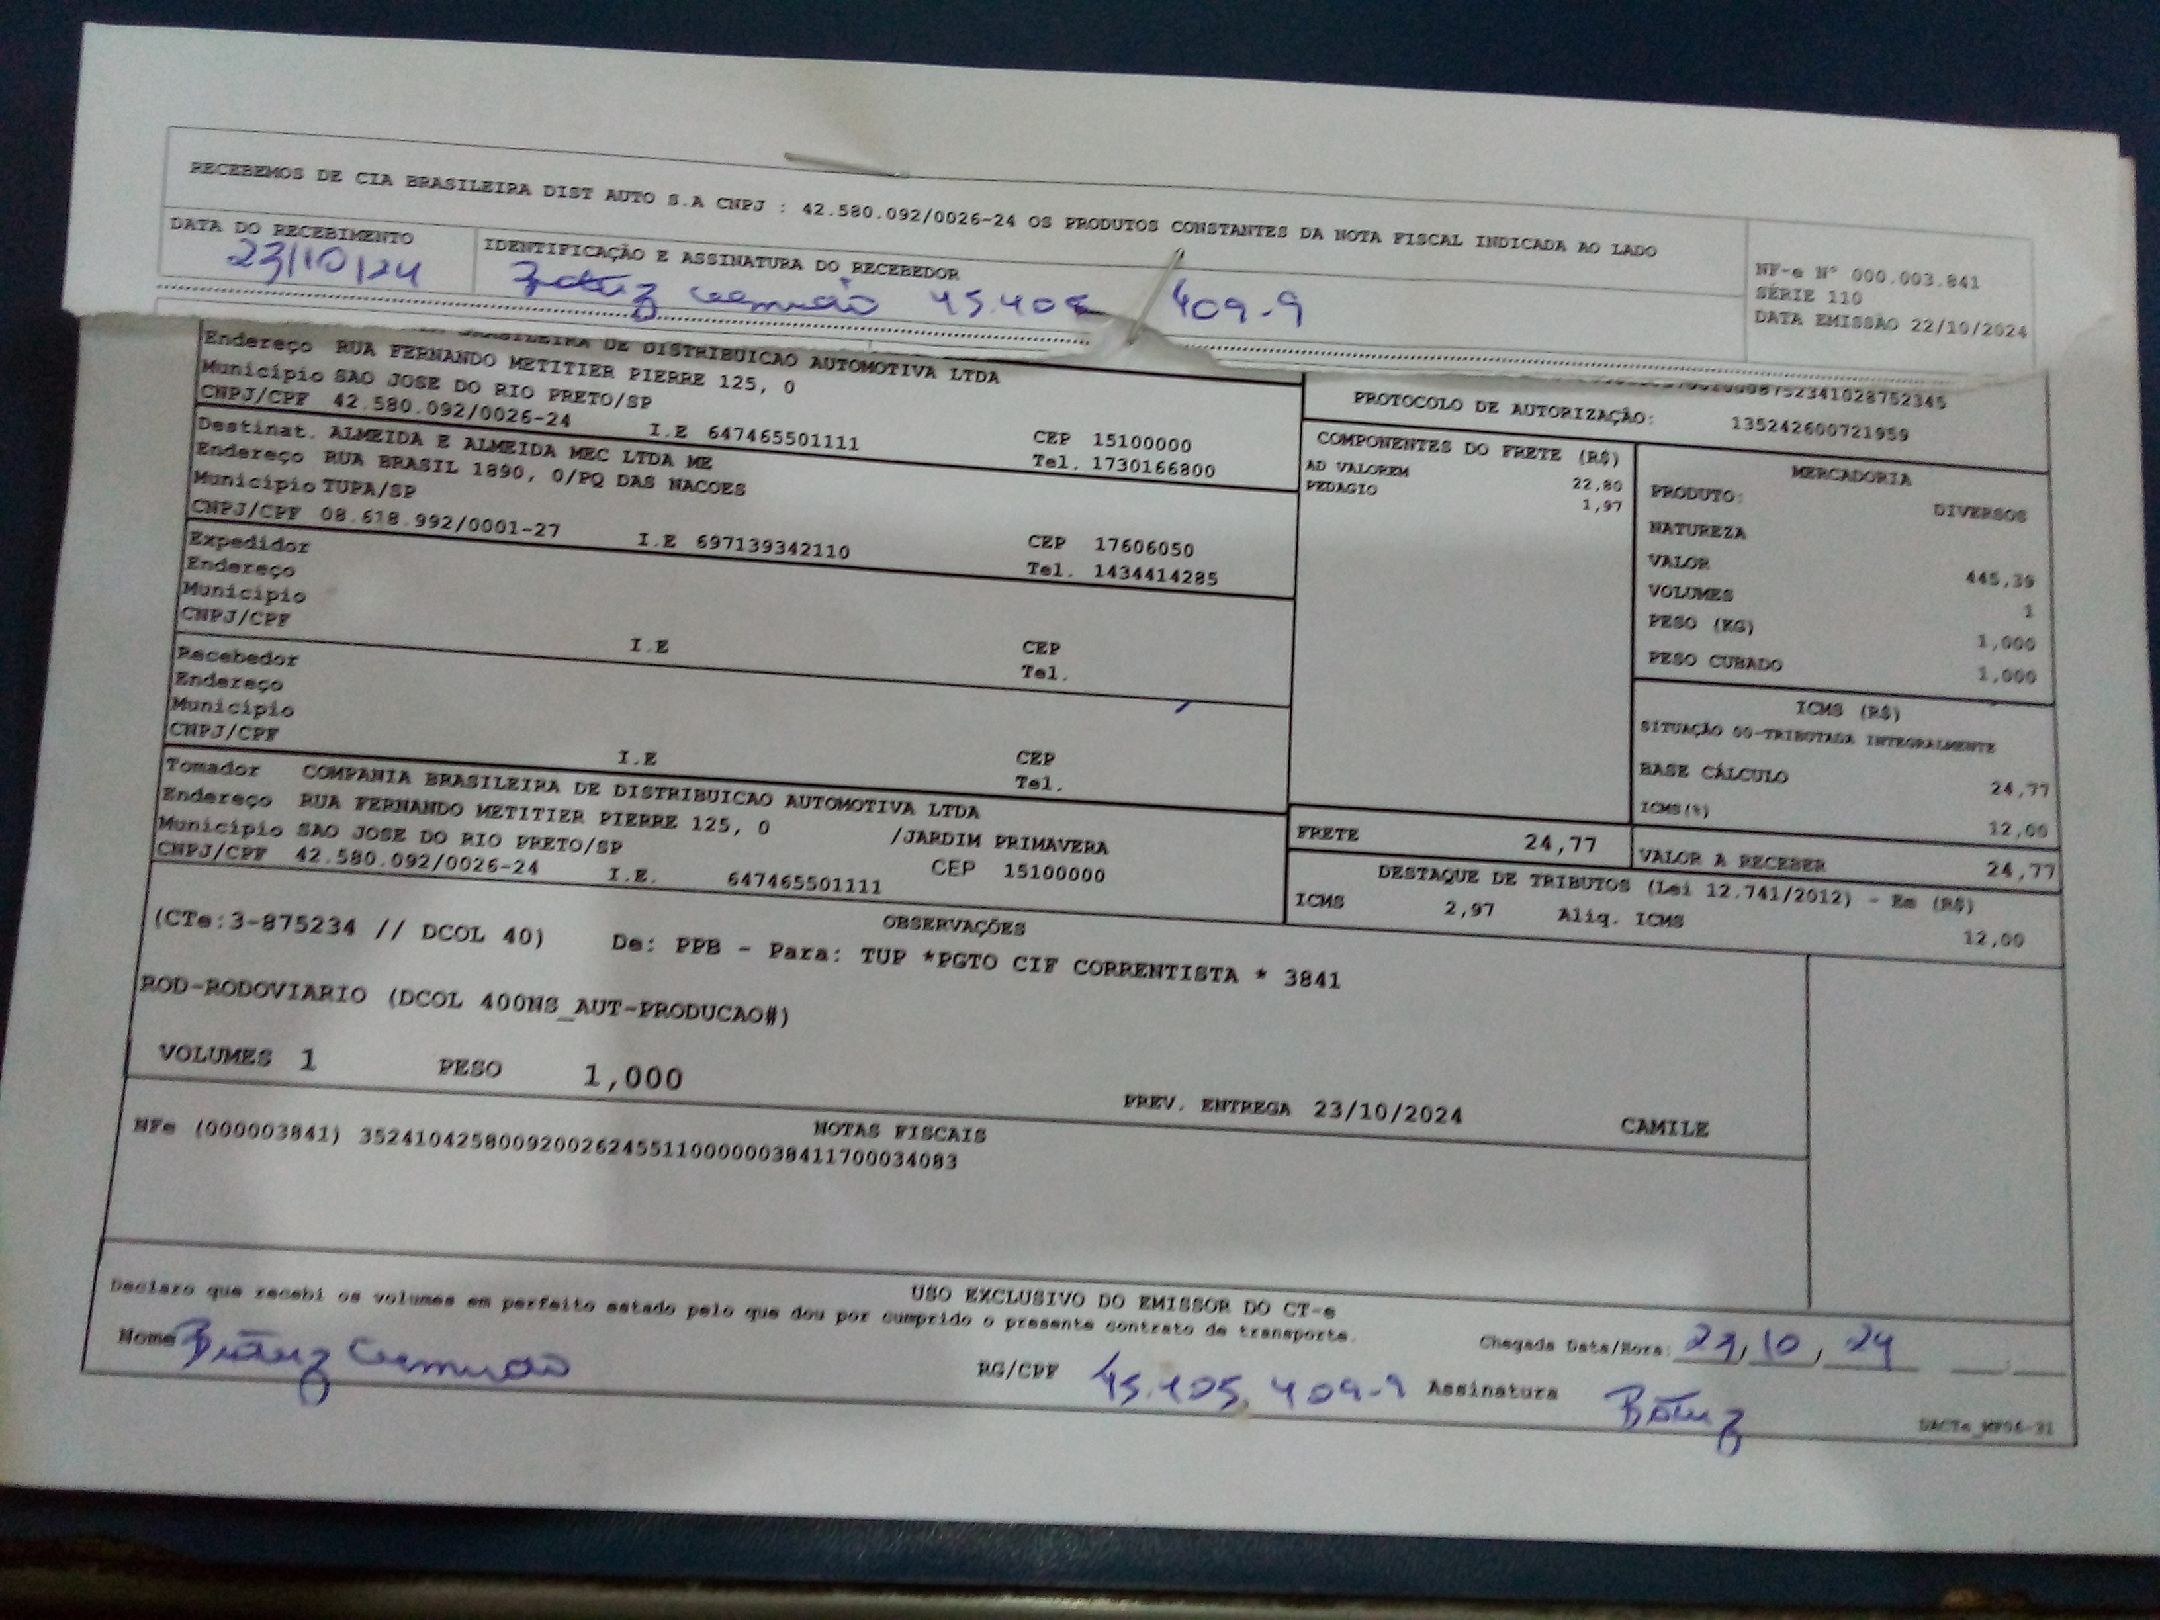 RECEBEMOS DE CIA BRASILEIRA DIST AUTO S.A CNPJ : 42.580.092/0026-24 OS PRODUTOS CONSTANTES DA NOTA FISCAL INDICADA AO LADO
DATA DO RECEBIMENTO
23/10/24
IDENTIFICAÇÃO E ASSINATURA DO RECEBEDOR
409-9
NF-e Nº 000.003.841
SÉRIE 110
DATA EMISSÃO 22/10/2024
BRASILEIRA DE DISTRIBUICAO AUTOMOTIVA LTDA
Endereço RUA FERNANDO METITIER PIERRE 125, 0
Município SAO JOSE DO RIO PRETO/SP
CNPJ/CPF 42.580.092/0026-24 I.E 647465501111
CEP 15100000
Tel. 1730166800
Destinat. ALMEIDA E ALMEIDA MEC LTDA ME
Endereço RUA BRASIL 1890, 0/PQ DAS NACOES
Município TUPA/SP
CNPJ/CPF 08.618.992/0001-27 I.E 697139342110
CEP 17606050
Tel. 1434414285
Expedidor
Endereço
Município
CNPJ/CPF I.E CEP
Tel.
Recebedor
Endereço
Município
CNPJ/CPF I.E CEP
Tel.
Tomador COMPANIA BRASILEIRA DE DISTRIBUICAO AUTOMOTIVA LTDA
Endereço RUA FERNANDO METITIER PIERRE 125, 0 /JARDIM PRIMAVERA
Município SAO JOSE DO RIO PRETO/SP
CNPJ/CPF 42.580.092/0026-24 I.E. 647465501111 CEP 15100000
PROTOCOLO DE AUTORIZAÇÃO: 135242600721959
COMPONENTES DO FRETE (R$)
AD VALOREM 22,80
PEDAGIO 1,97
MERCADORIA
PRODUTO: DIVERSOS
NATUREZA
VALOR 445,39
VOLUMES 1
PESO (KG) 1,000
PESO CUBADO 1,000
ICMS (R$)
SITUAÇÃO 00-TRIBUTADA INTEGRALMENTE
BASE CÁLCULO 24,77
ICMS(%) 12,00
FRETE 24,77
VALOR A RECEBER 24,77
DESTAQUE DE TRIBUTOS (Lei 12.741/2012) - Em (R$)
ICMS 2,97 Aliq. ICMS 12,00
OBSERVAÇÕES
(CTe:3-875234 // DCOL 40) De: PPB - Para: TUP *PGTO CIF CORRENTISTA * 3841
ROD-RODOVIARIO (DCOL 400NS_AUT-PRODUCAO#)
VOLUMES 1 PESO 1,000
PREV. ENTREGA 23/10/2024 CAMILE
NOTAS FISCAIS
NFe (000003841) 35241042580092002624551100000038411700034083
USO EXCLUSIVO DO EMISSOR DO CT-e
Declaro que recebi os volumes em perfeito estado pelo que dou por cumprido o presente contrato de transporte.
Nome
RG/CPF 45.405.409-9 Assinatura
Chegada Data/Hora: 23, 10, 24